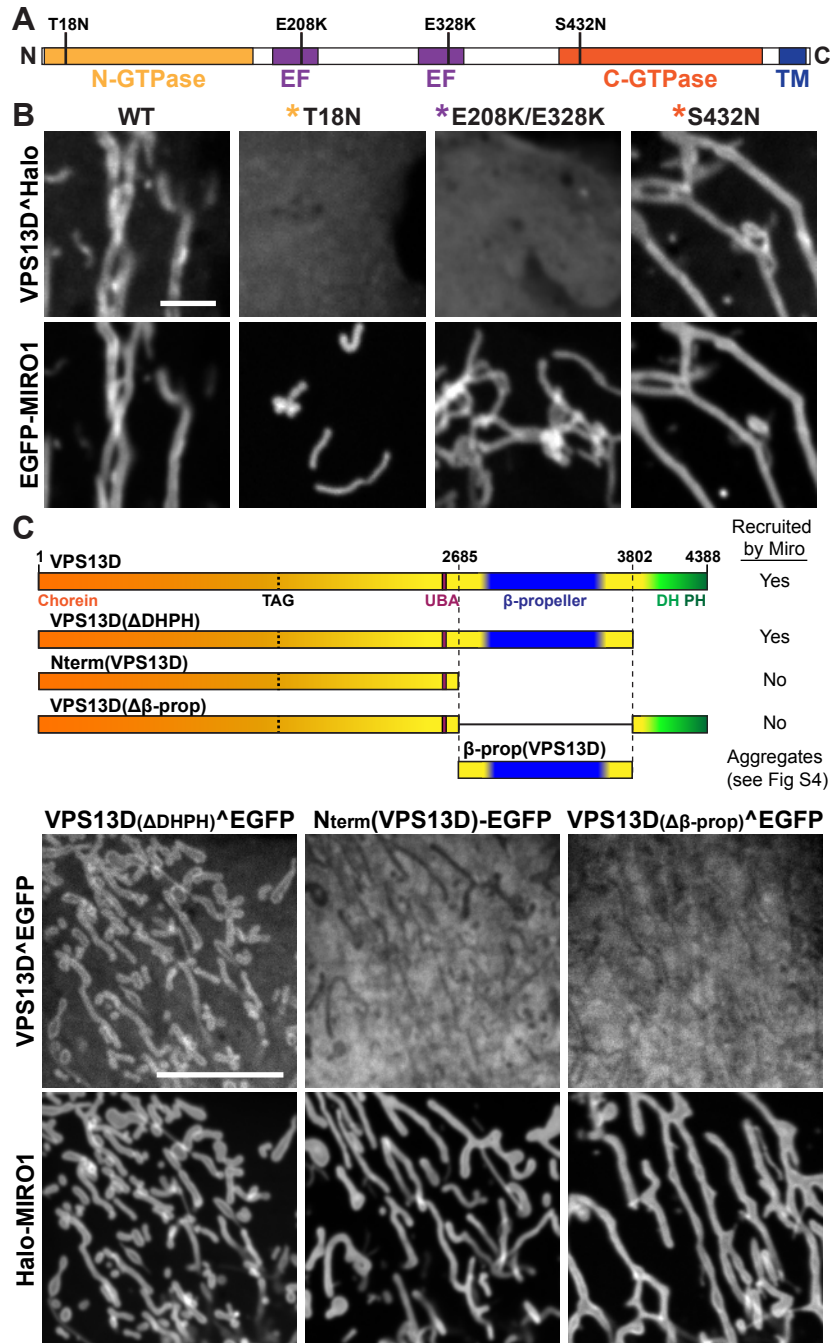 A
T18N E208K E328K S432N
N C
N-GTPase EF EF C-GTPase TM
B
WT *T18N *E208K/E328K *S432N
VPS13D^Halo
EGFP-MIRO1
C
Recruited
by Miro
1 2685 3802 4388
VPS13D
Yes
Chorein TAG UBA β-propeller DH PH
VPS13D(ΔDHPH)
Yes
Nterm(VPS13D)
No
VPS13D(Δβ-prop)
No
β-prop(VPS13D)
Aggregates
(see Fig S4)
VPS13D(ΔDHPH)^EGFP Nterm(VPS13D)-EGFP VPS13D(Δβ-prop)^EGFP
VPS13D^EGFP
Halo-MIRO1